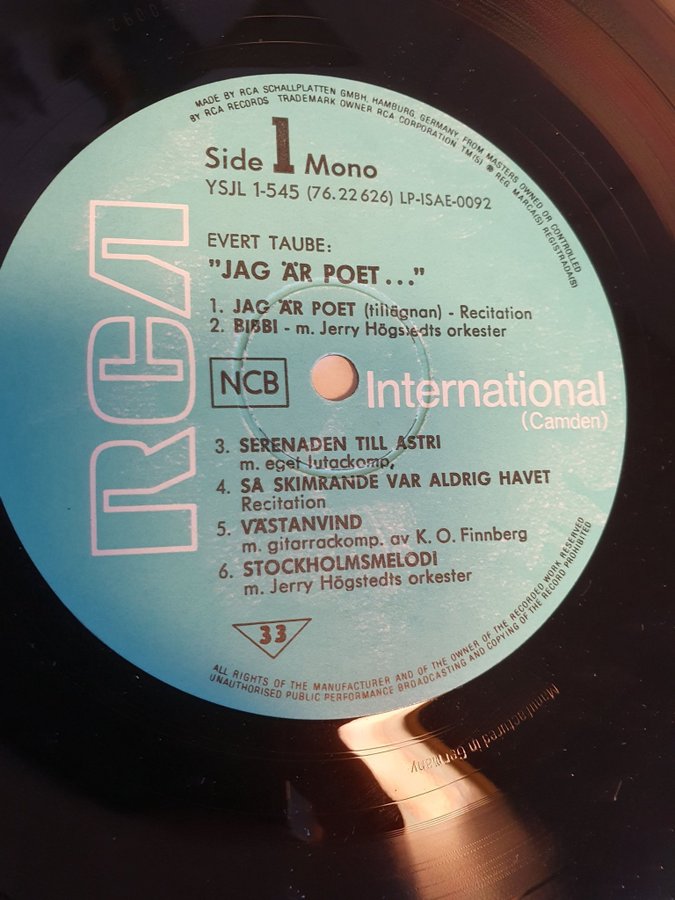 MADE BY RCA SCHALLPLATTEN GMBH, HAMBURG, GERMANY, FROM MASTERS OWNED OR CONTROLLED
BY RCA RECORDS TRADEMARK OWNER RCA CORPORATION TM(S) ® REG MARCA(S) REGISTRADA(S)
Side 1 Mono
YSJL 1-545 (76.22626) LP-ISAE-0092
EVERT TAUBE:
"JAG ÄR POET..."
1. JAG ÄR POET (tillägnan) - Recitation
2. BIBBI - m. Jerry Högstedts orkester
RCA
NCB
International
(Camden)
3. SERENADEN TILL ASTRI
m. eget lutackomp,
4. SA SKIMRANDE VAR ALDRIG HAVET
Recitation
5. VÄSTANVIND
m. gitarrackomp. av K. O. Finnberg
6. STOCKHOLMSMELODI
m. Jerry Högstedts orkester
33
ALL RIGHTS OF THE MANUFACTURER AND OF THE OWNER OF THE RECORDED WORK RESERVED
UNAUTHORISED PUBLIC PERFORMANCE BROADCASTING AND COPYING OF THE RECORD PROHIBITED
Manufactured in Germany